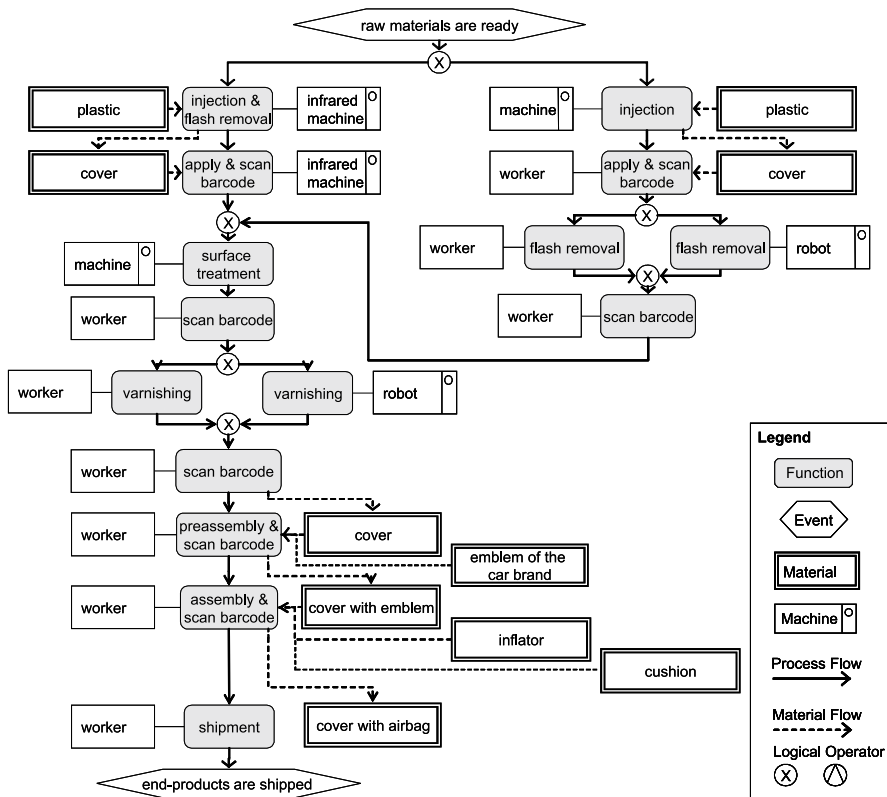 raw materials are ready
X
plastic
injection &
flash removal
infrared
machine
machine
injection
plastic
cover
apply & scan
barcode
infrared
machine
worker
apply & scan
barcode
cover
X
X
worker
flash removal
flash removal
robot
machine
surface
treatment
X
worker
scan barcode
worker
scan barcode
X
worker
varnishing
varnishing
robot
X
worker
scan barcode
worker
preassembly &
scan barcode
cover
emblem of the
car brand
worker
assembly &
scan barcode
cover with emblem
inflator
cushion
worker
shipment
cover with airbag
end-products are shipped
Legend
Function
Event
Material
Machine
Process Flow
Material Flow
Logical Operator
X